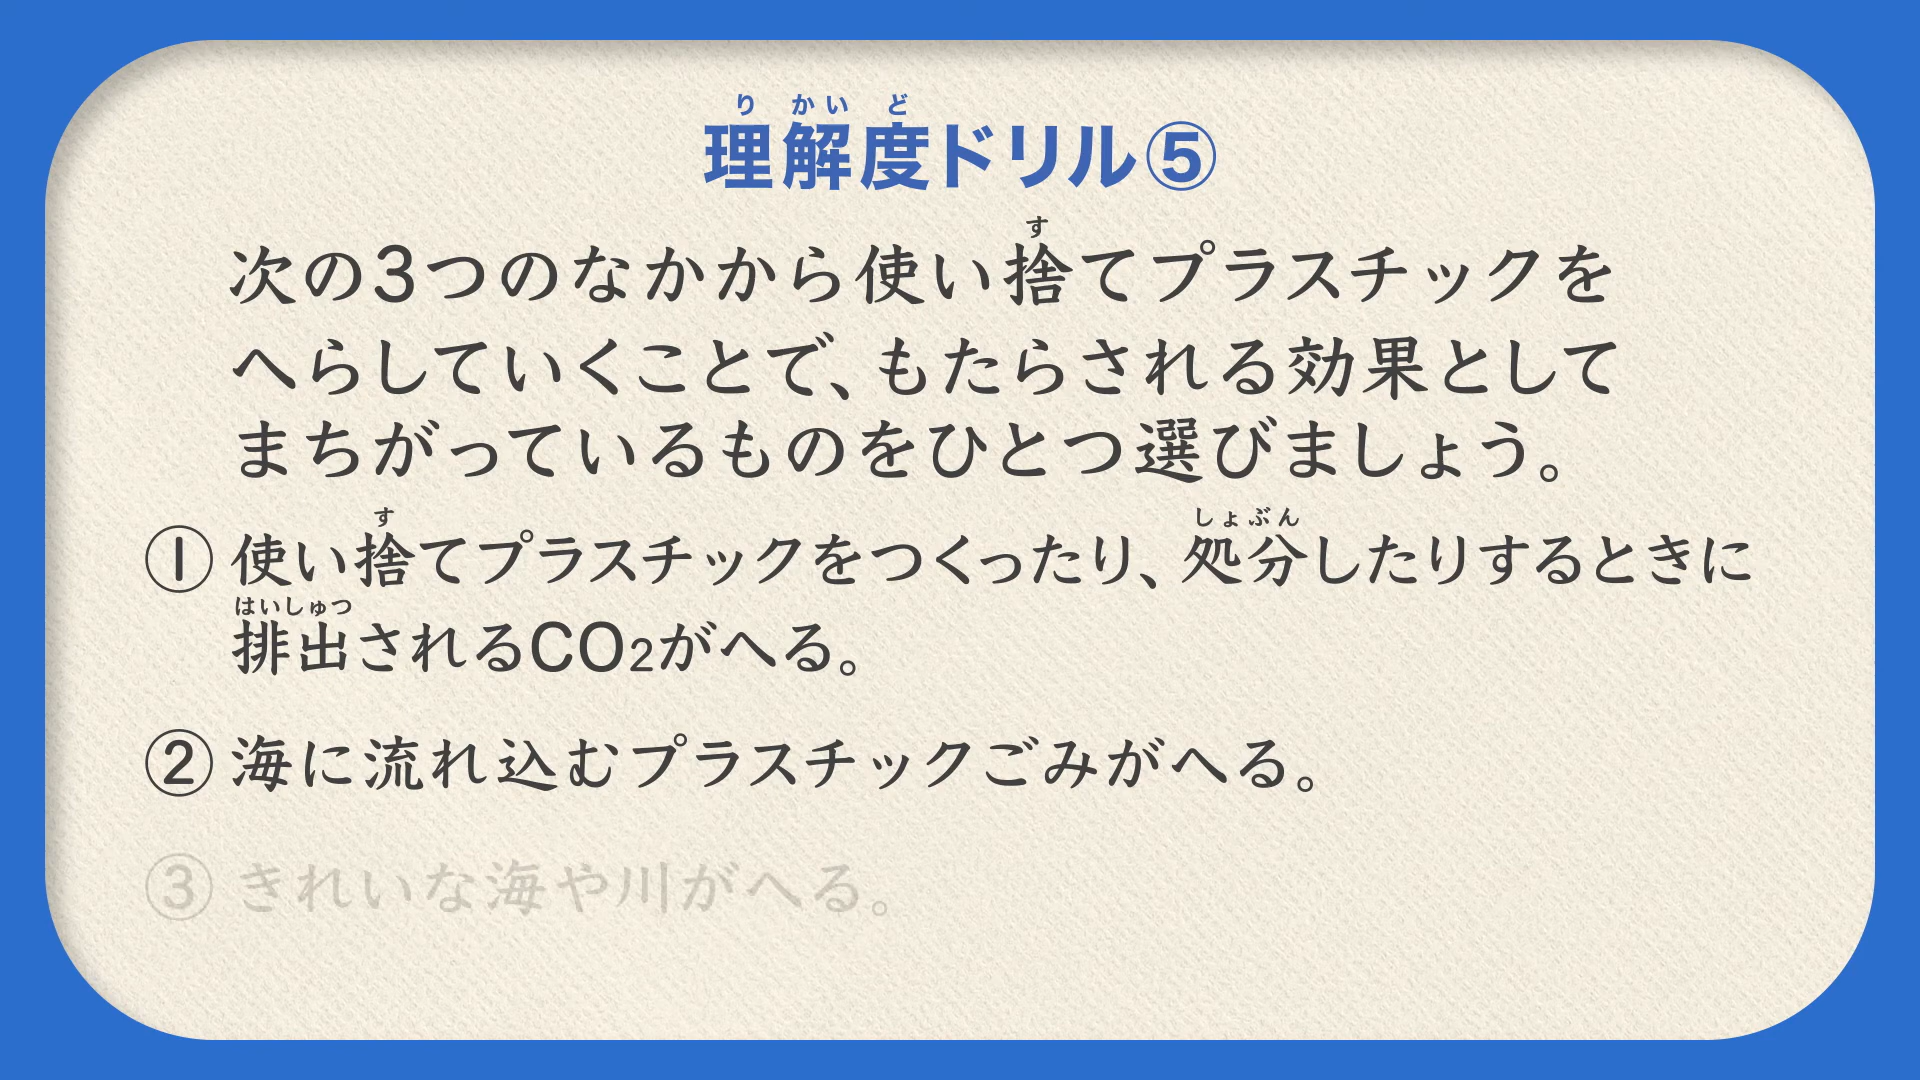 りかいど
理解度ドリル⑤
す
次の3つのなかから使い捨てプラスチックを
へらしていくことで、もたらされる効果として
まちがっているものをひとつ選びましょう。
す しょぶん
① 使い捨てプラスチックをつくったり、処分したりするときに
はいしゅつ
排出されるCO₂がへる。
② 海に流れ込むプラスチックごみがへる。
③ きれいな海や川がへる。